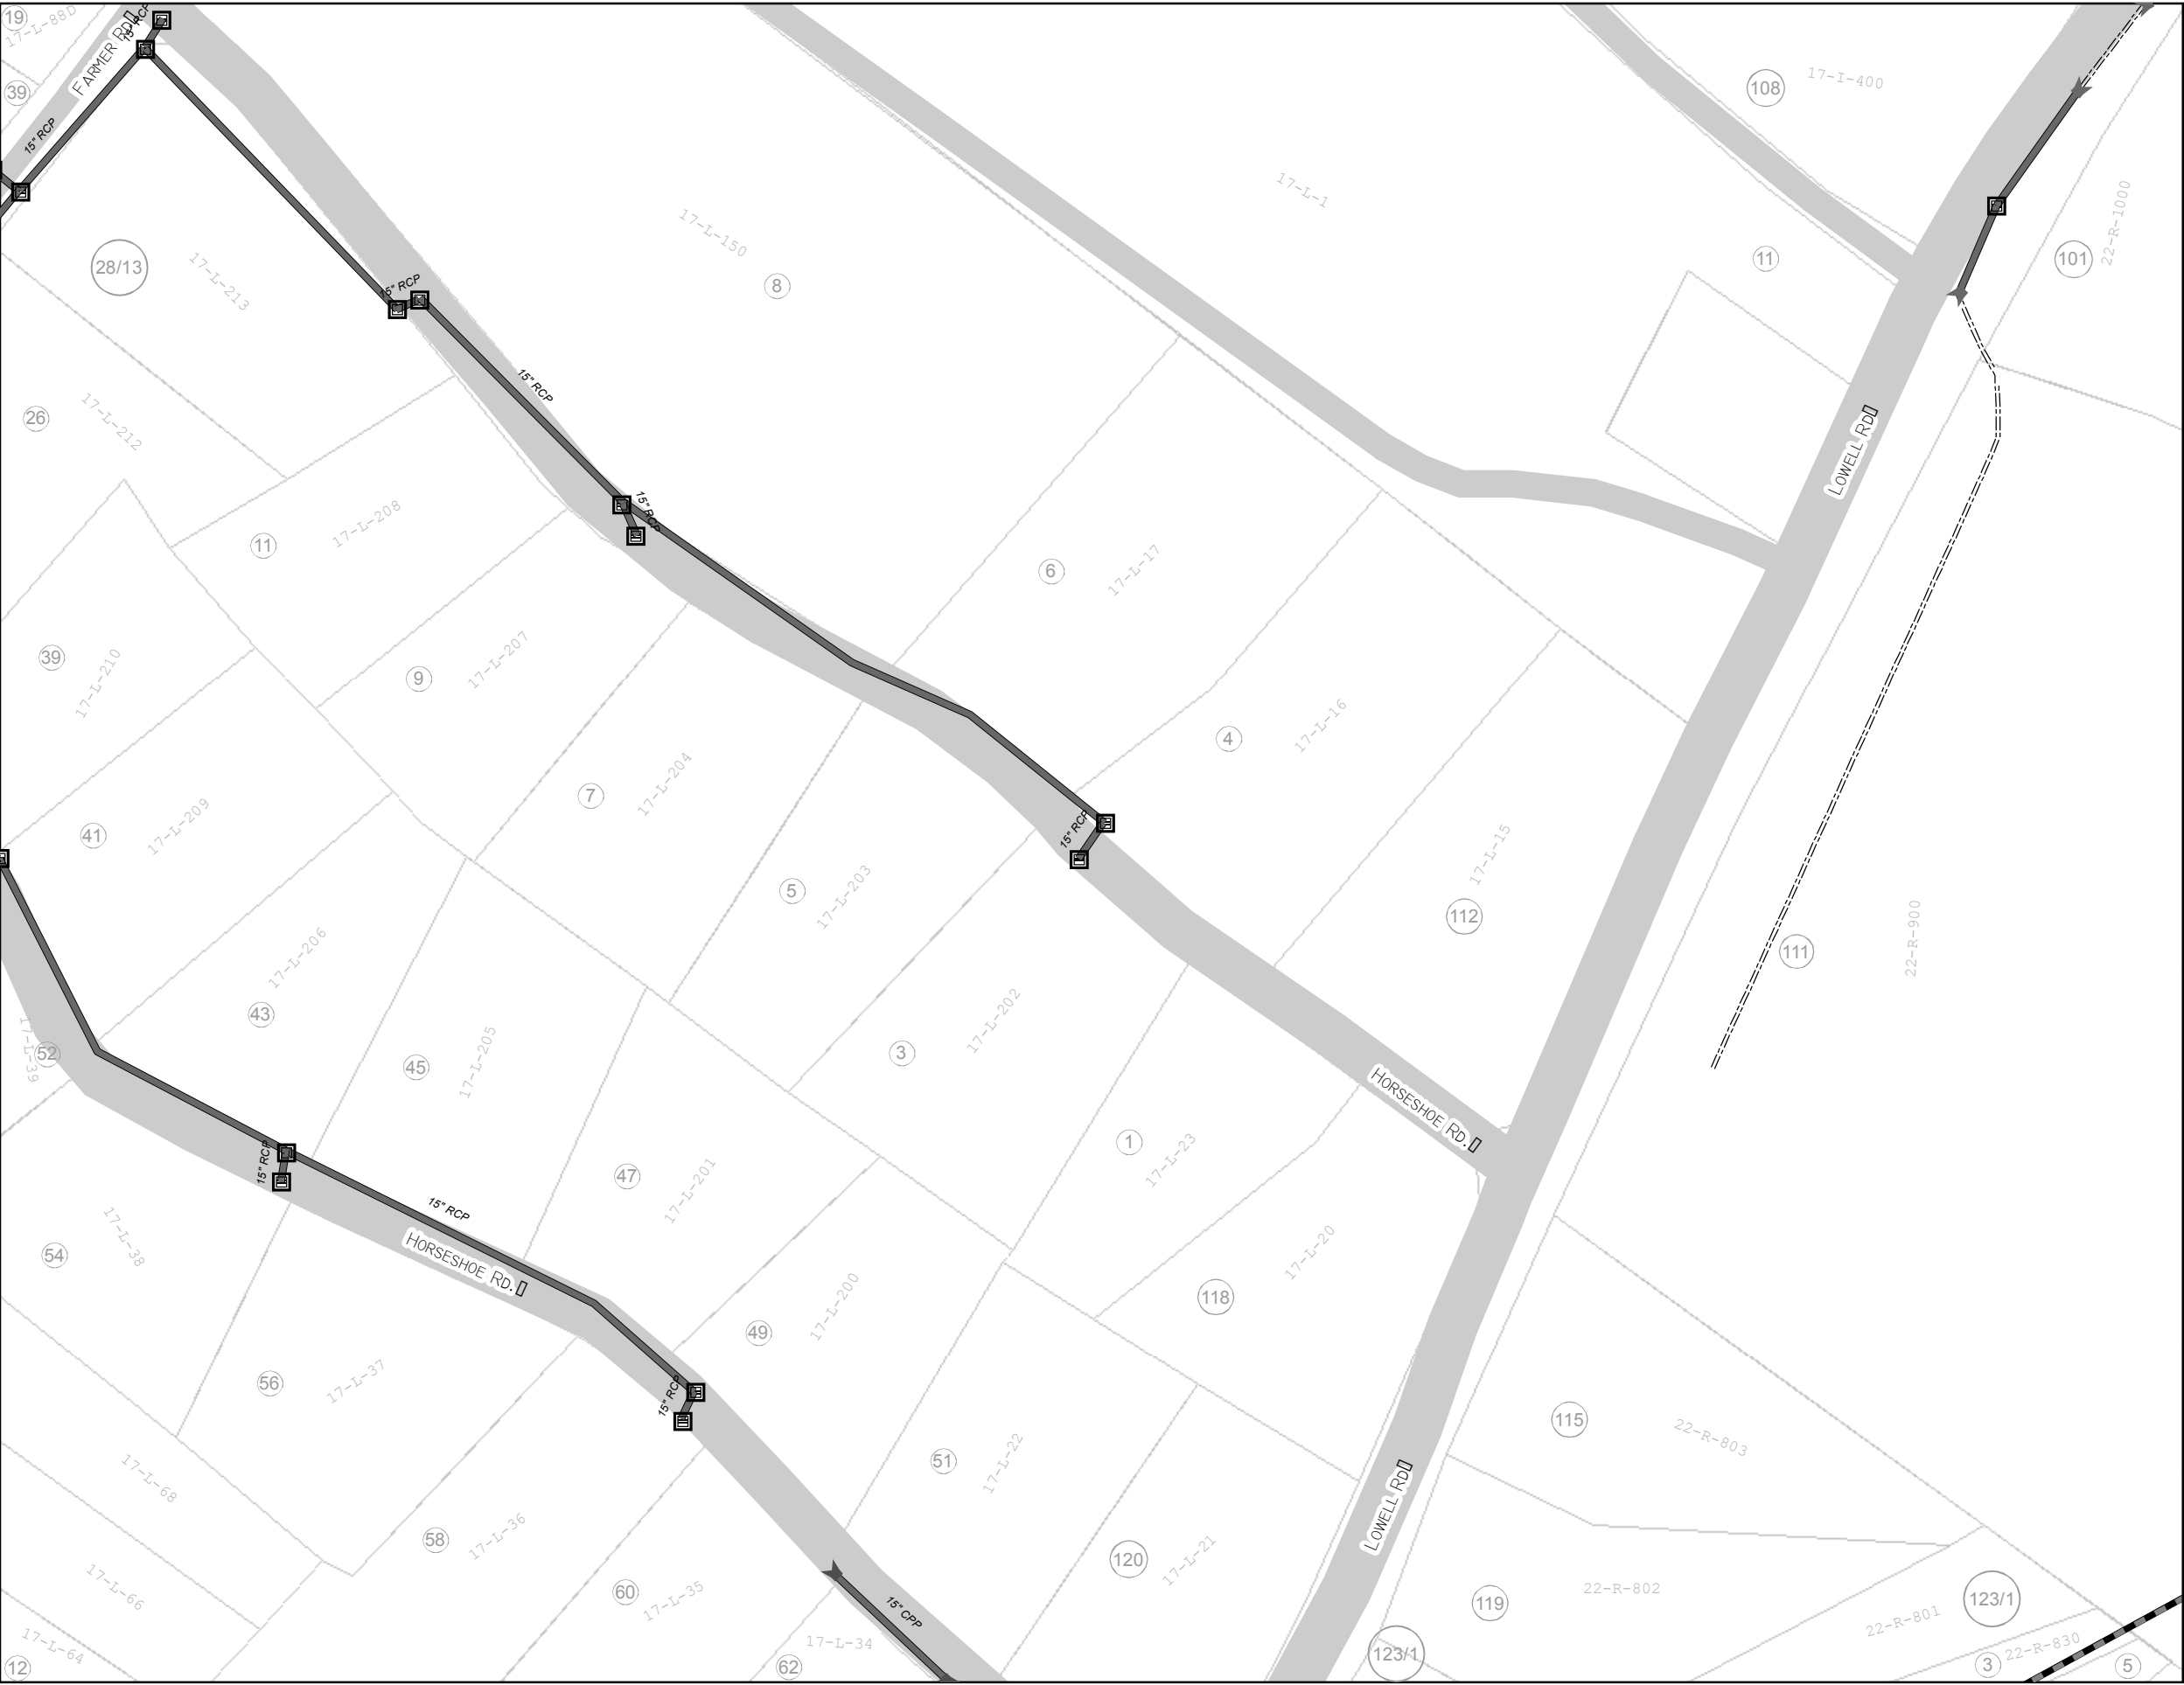 19
17-L-88D
15" RCP
FARMER RD
39
15" RCP
108
17-I-400
17-L-1
22-R-1000
17-L-150
8
11
101
28/13
17-L-213
15" RCP
15" RCP
26
17-L-212
LOWELL RD
15" RCP
11
17-L-208
6
17-L-17
39
17-L-210
9
17-L-207
4
17-L-16
7
17-L-204
41
17-L-209
15" RCP
17-L-15
5
17-L-203
112
111
22-R-900
43
17-L-206
17-L-39
52
45
17-L-205
3
17-L-202
HORSESHOE RD.
1
17-L-23
15" RCP
47
17-L-201
15" RCP
54
17-L-38
HORSESHOE RD.
118
17-L-20
49
17-L-200
56
17-L-37
15" RCP
115
22-R-803
51
17-L-22
17-L-68
LOWELL RD
58
17-L-36
120
17-L-21
17-L-66
60
17-L-35
15" CPP
119
22-R-802
123/1
22-R-801
17-L-64
17-L-34
123/1
22-R-830
12
62
3
5